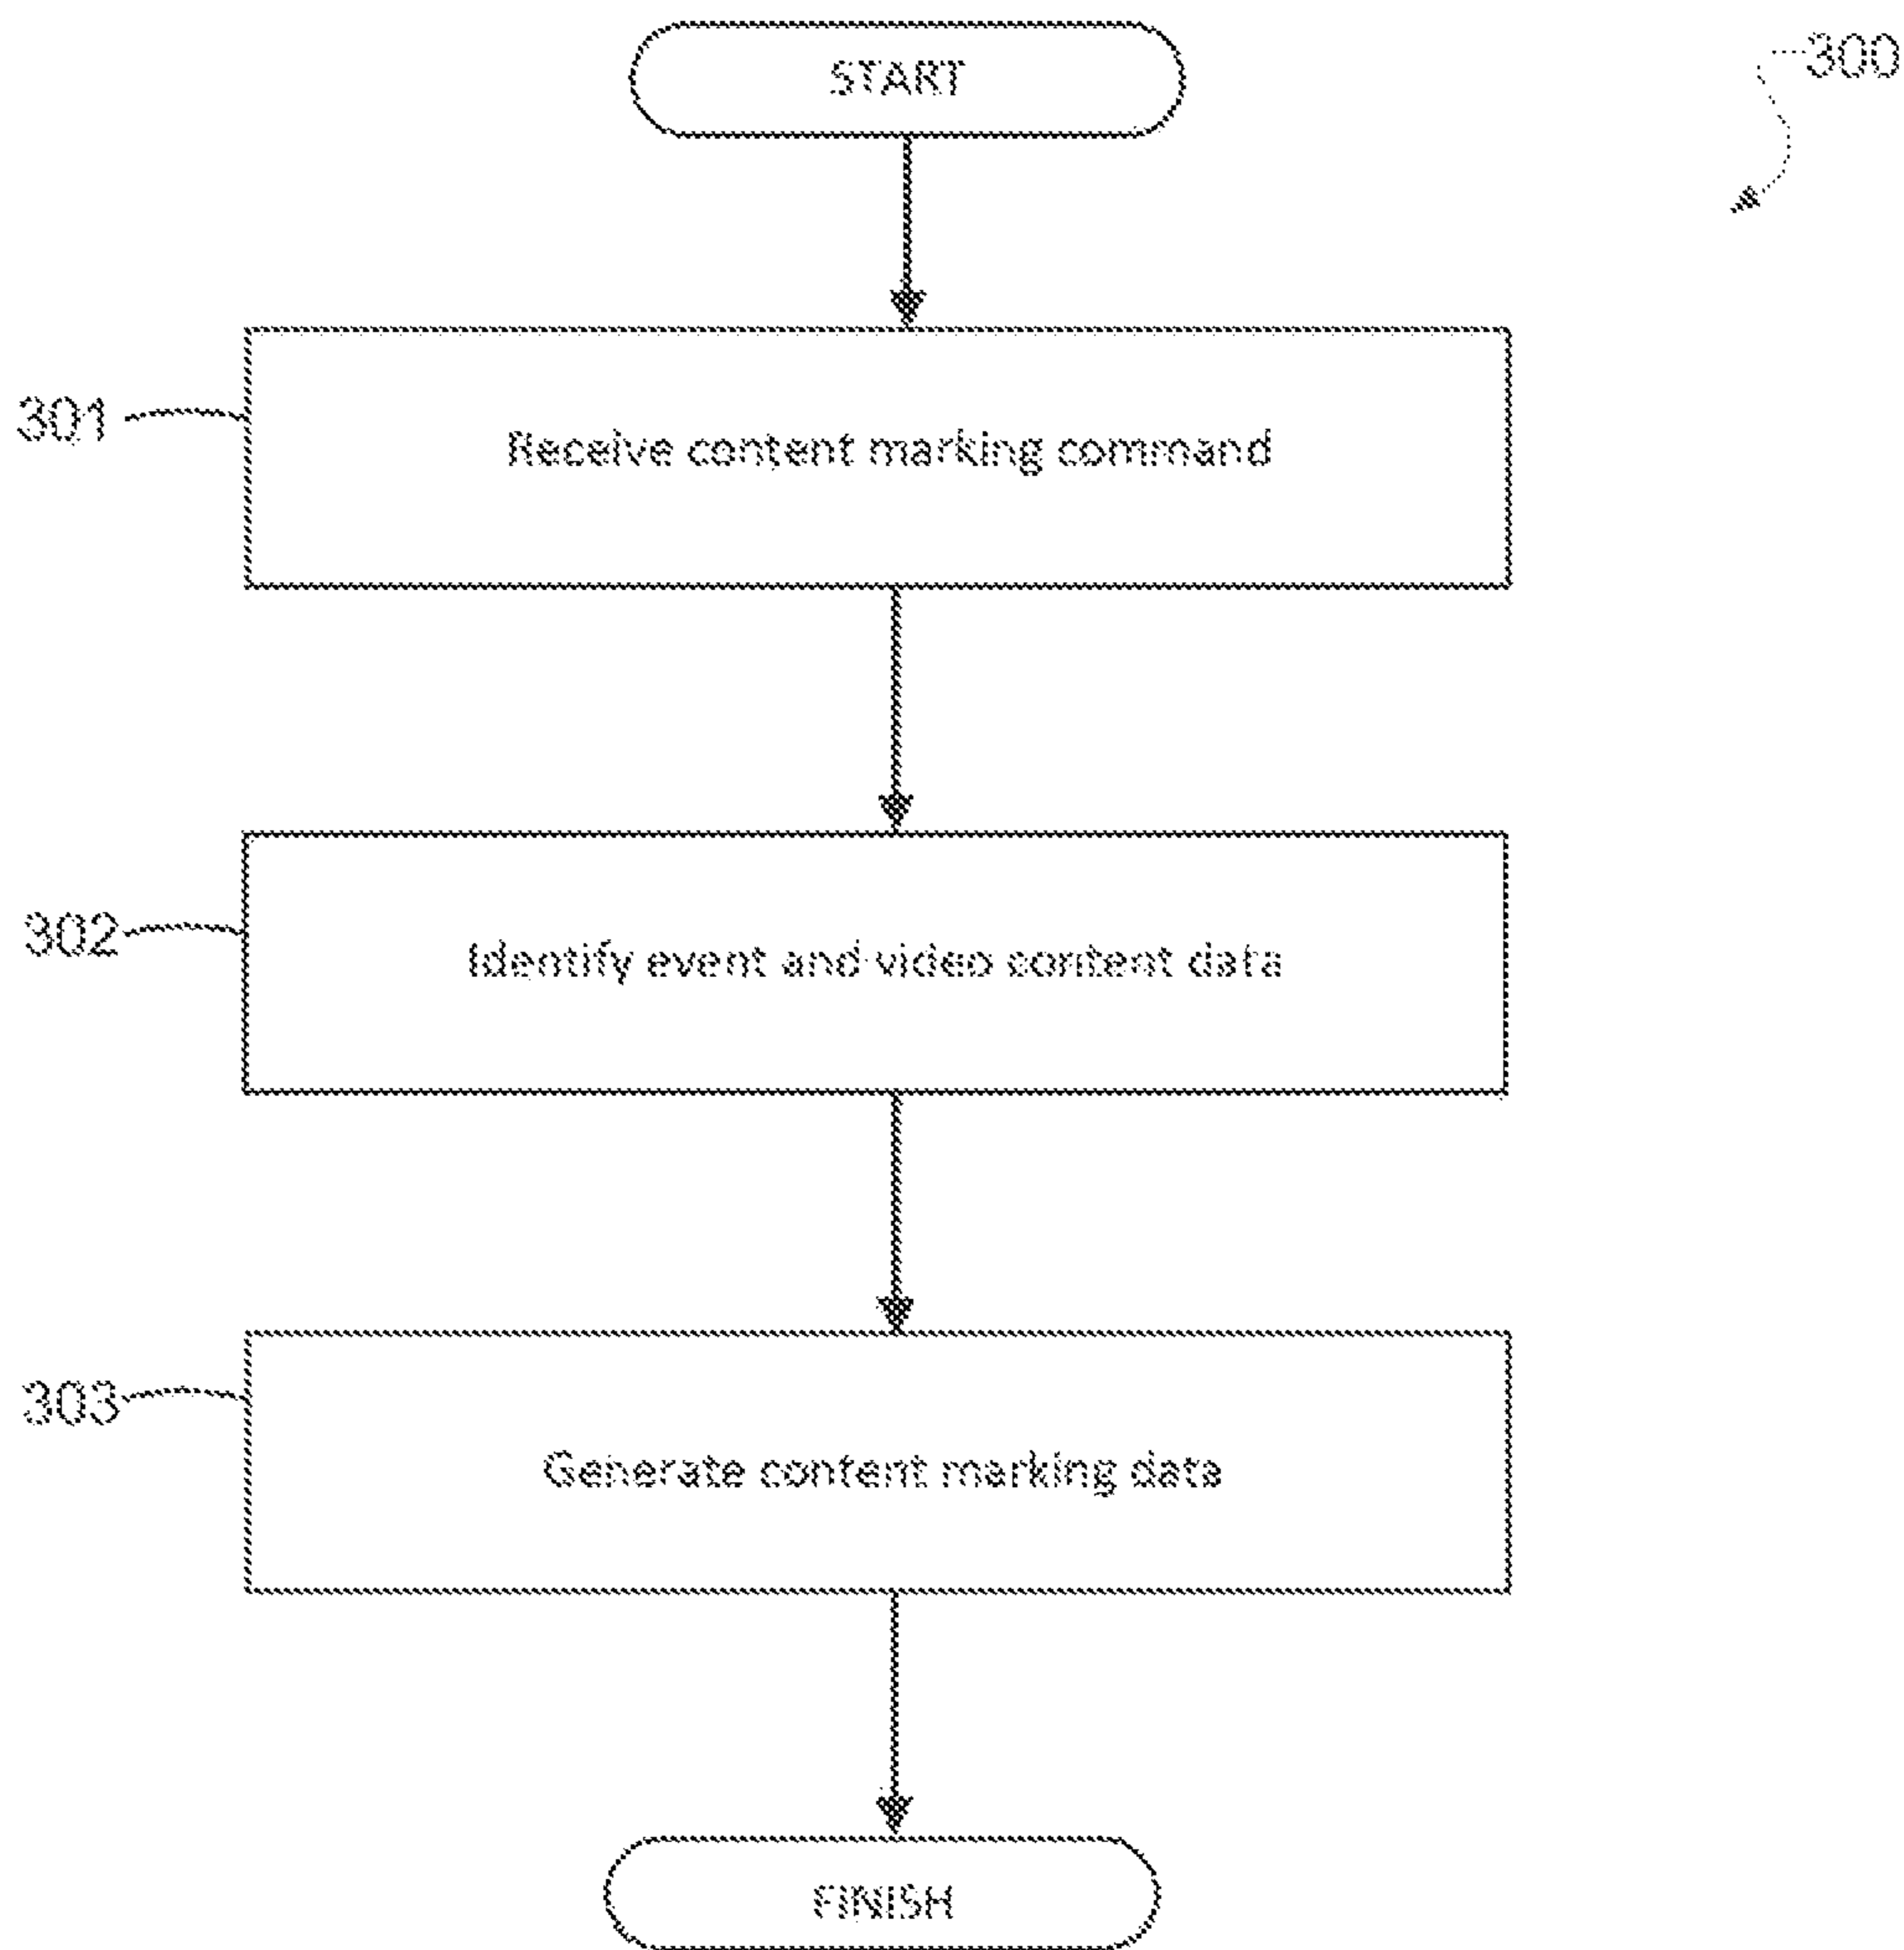 START
300
301
Receive content marking command
302
Identify event and video content data
303
Generate content marking data
FINISH